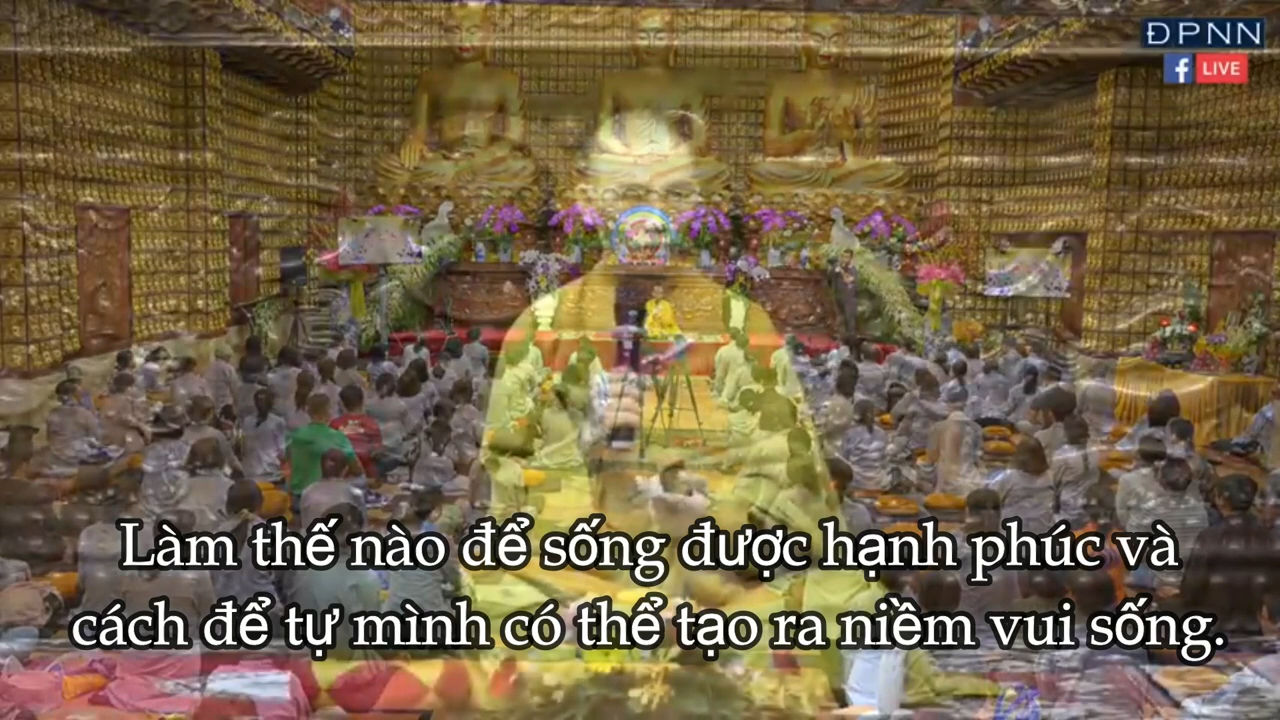 ĐPNN
f LIVE
Làm thế nào để sống được hạnh phúc và
cách để tự mình có thể tạo ra niềm vui sống.